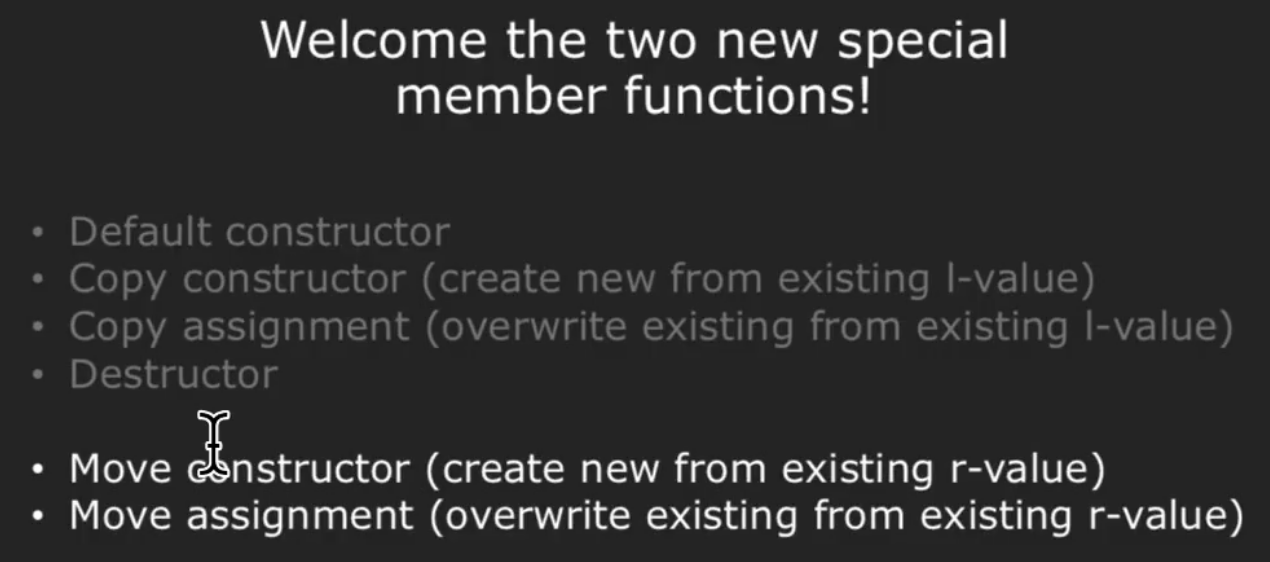 Welcome the two new special
member functions!
• Default constructor
• Copy constructor (create new from existing l-value)
• Copy assignment (overwrite existing from existing l-value)
• Destructor
• Move constructor (create new from existing r-value)
• Move assignment (overwrite existing from existing r-value)